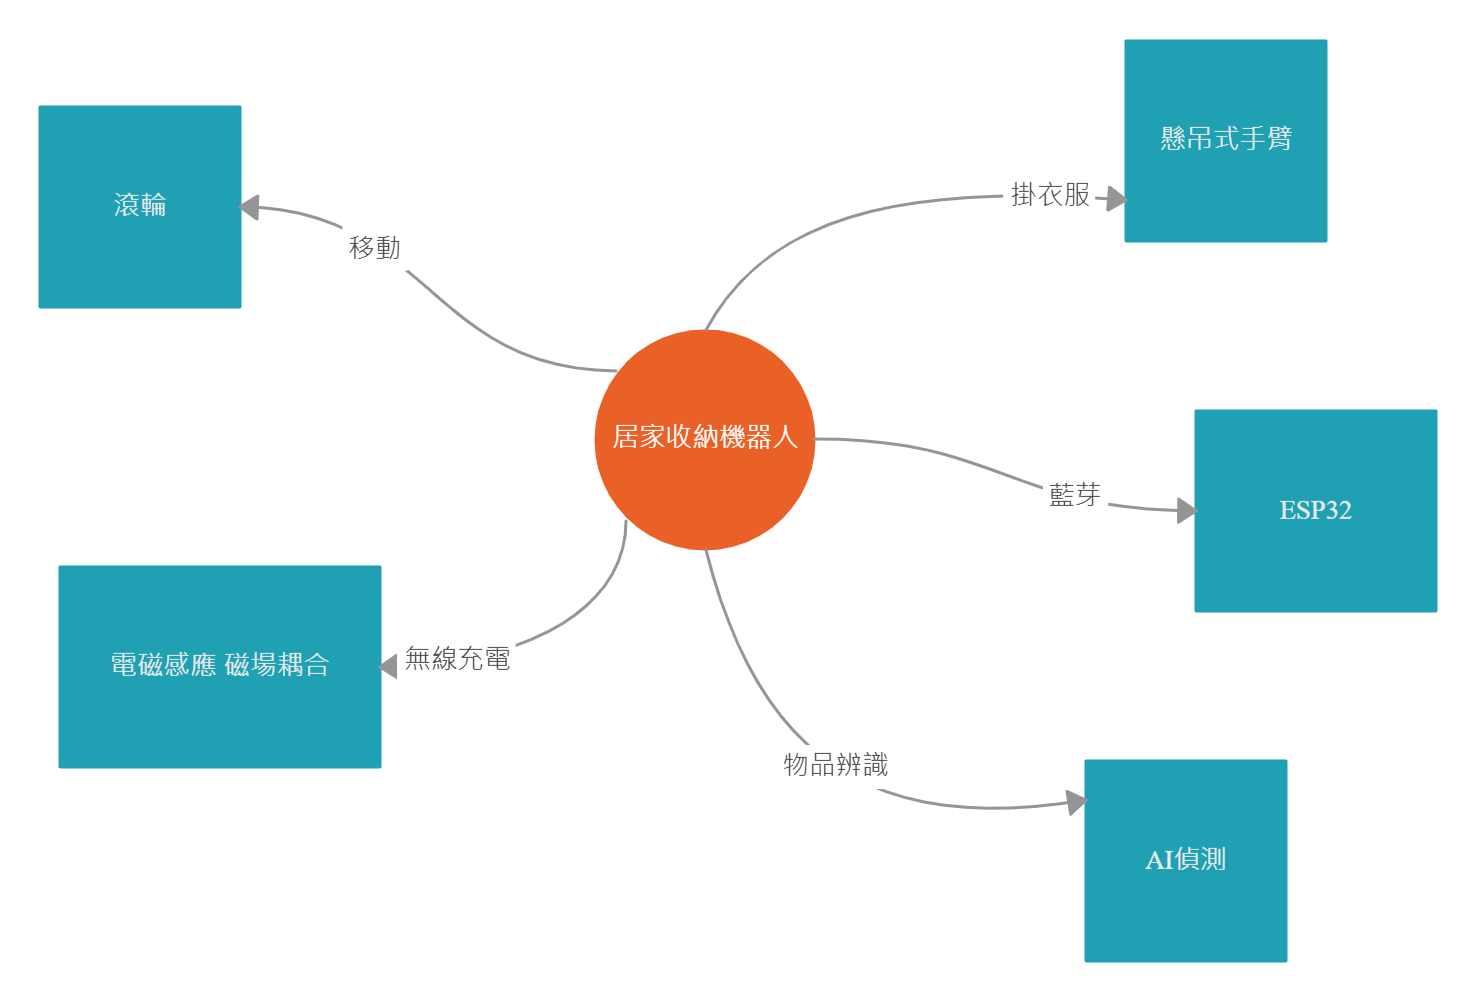 懸吊式手臂
滾輪
掛衣服
移動
居家收納機器人
藍芽
ESP32
電磁感應 磁場耦合
無線充電
物品辨識
AI偵測